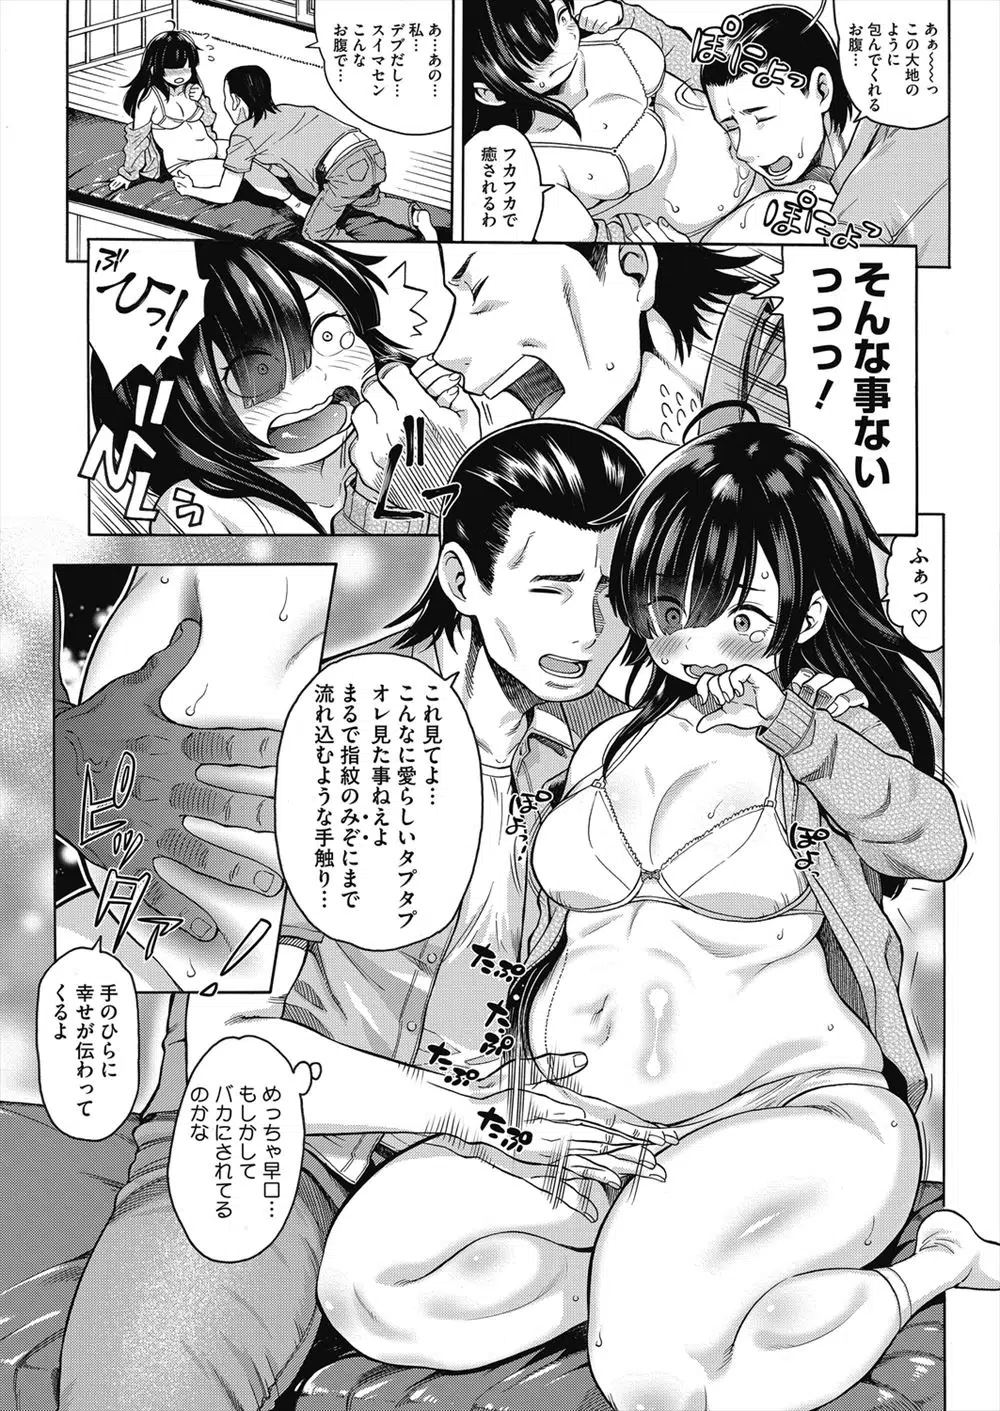 あぁ～～～っ
この大地の
ように
包んでくれる
お腹…
ぽにょっ
フカフカで
癒されるわ
ぽにょっ
あ…あの…
私…
デブだし…
スイマセン
こんな
お腹で…
そんな事ない
っっっ！
ひっ！
ふぁっ♡
これ見てよ…
こんなに愛らしいタプタプ
オレ見た事ねえよ
まるで指紋のみぞにまで
流れ込むような手触り…
ぽよっ！
ぽよっ
たぷ
たぷ
たぷ
たぷ
ピッタァ！
手のひらに
幸せが伝わって
くるよ
めっちゃ早口…
もしかして
バカにされてる
のかな